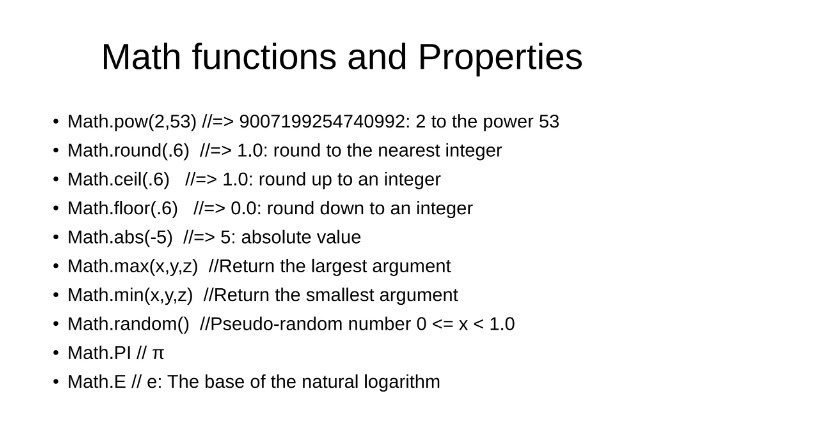 Math functions and Properties
• Math.pow(2,53) //=> 9007199254740992: 2 to the power 53
• Math.round(.6)  //=> 1.0: round to the nearest integer
• Math.ceil(.6)   //=> 1.0: round up to an integer
• Math.floor(.6)   //=> 0.0: round down to an integer
• Math.abs(-5)  //=> 5: absolute value
• Math.max(x,y,z)  //Return the largest argument
• Math.min(x,y,z)  //Return the smallest argument
• Math.random()  //Pseudo-random number 0 <= x < 1.0
• Math.PI // π
• Math.E // e: The base of the natural logarithm